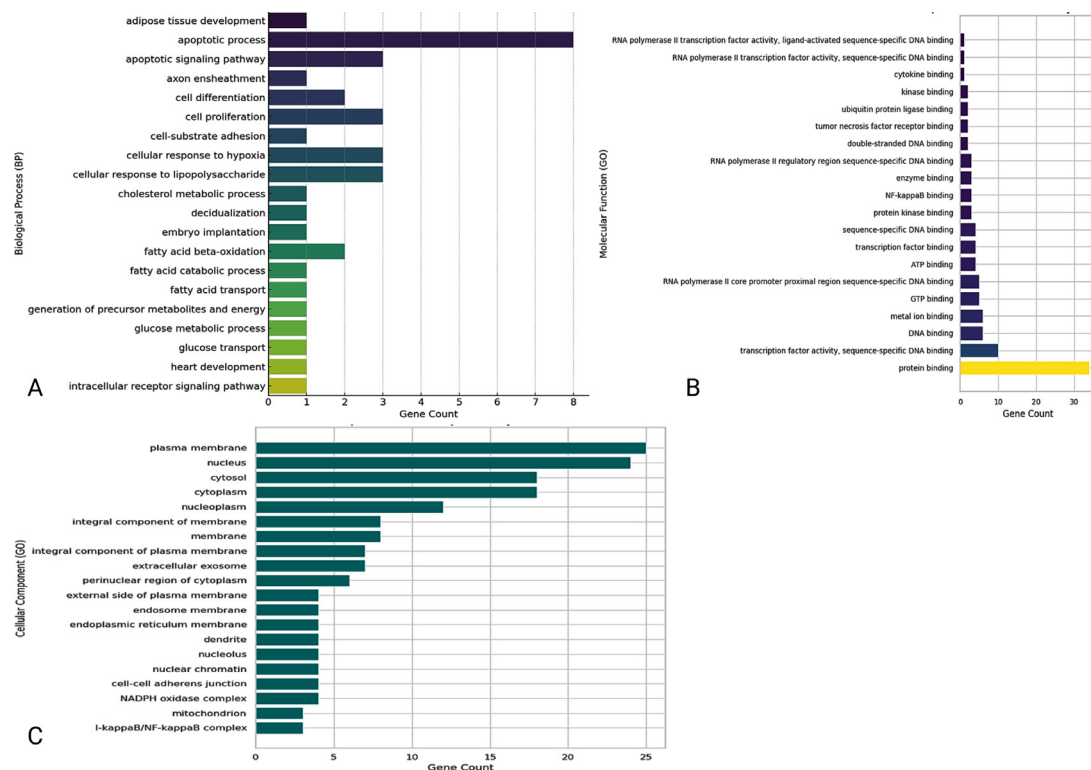 adipose tissue development
apoptotic process
apoptotic signaling pathway
axon ensheathment
cell differentiation
cell proliferation
cell-substrate adhesion
cellular response to hypoxia
cellular response to lipopolysaccharide
cholesterol metabolic process
decidualization
embryo implantation
fatty acid beta-oxidation
fatty acid catabolic process
fatty acid transport
generation of precursor metabolites and energy
glucose metabolic process
glucose transport
heart development
intracellular receptor signaling pathway
Biological Process (BP)
0 1 2 3 4 5 6 7 8
Gene Count
A
RNA polymerase II transcription factor activity, ligand-activated sequence-specific DNA binding
RNA polymerase II transcription factor activity, sequence-specific DNA binding
cytokine binding
kinase binding
ubiquitin protein ligase binding
tumor necrosis factor receptor binding
double-stranded DNA binding
RNA polymerase II regulatory region sequence-specific DNA binding
enzyme binding
NF-kappaB binding
protein kinase binding
sequence-specific DNA binding
transcription factor binding
ATP binding
RNA polymerase II core promoter proximal region sequence-specific DNA binding
GTP binding
metal ion binding
DNA binding
transcription factor activity, sequence-specific DNA binding
protein binding
Molecular Function (GO)
0 10 20 30
Gene Count
B
plasma membrane
nucleus
cytosol
cytoplasm
nucleoplasm
integral component of membrane
membrane
integral component of plasma membrane
extracellular exosome
perinuclear region of cytoplasm
external side of plasma membrane
endosome membrane
endoplasmic reticulum membrane
dendrite
nucleolus
nuclear chromatin
cell-cell adherens junction
NADPH oxidase complex
mitochondrion
I-kappaB/NF-kappaB complex
Cellular Component (GO)
0 5 10 15 20 25
Gene Count
C